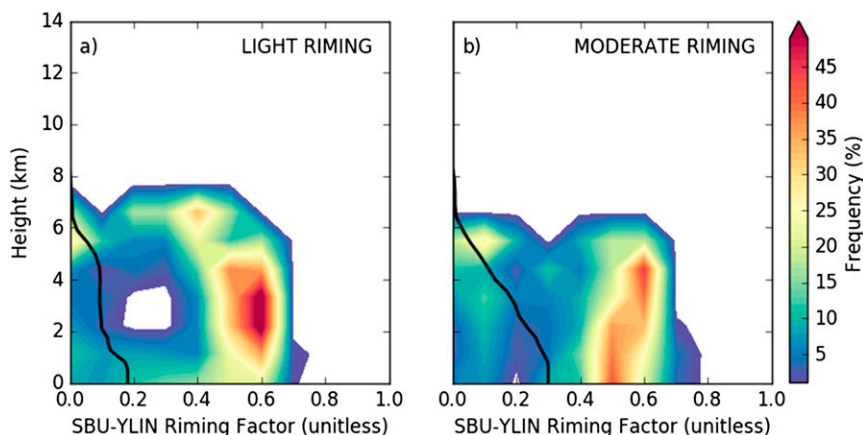 a) LIGHT RIMING
b) MODERATE RIMING
14
12
10
8
6
4
2
0
Height (km)
0.0 0.2 0.4 0.6 0.8 1.0
SBU-YLIN Riming Factor (unitless)
0.0 0.2 0.4 0.6 0.8 1.0
SBU-YLIN Riming Factor (unitless)
45
40
35
30
25
20
15
10
5
Frequency (%)